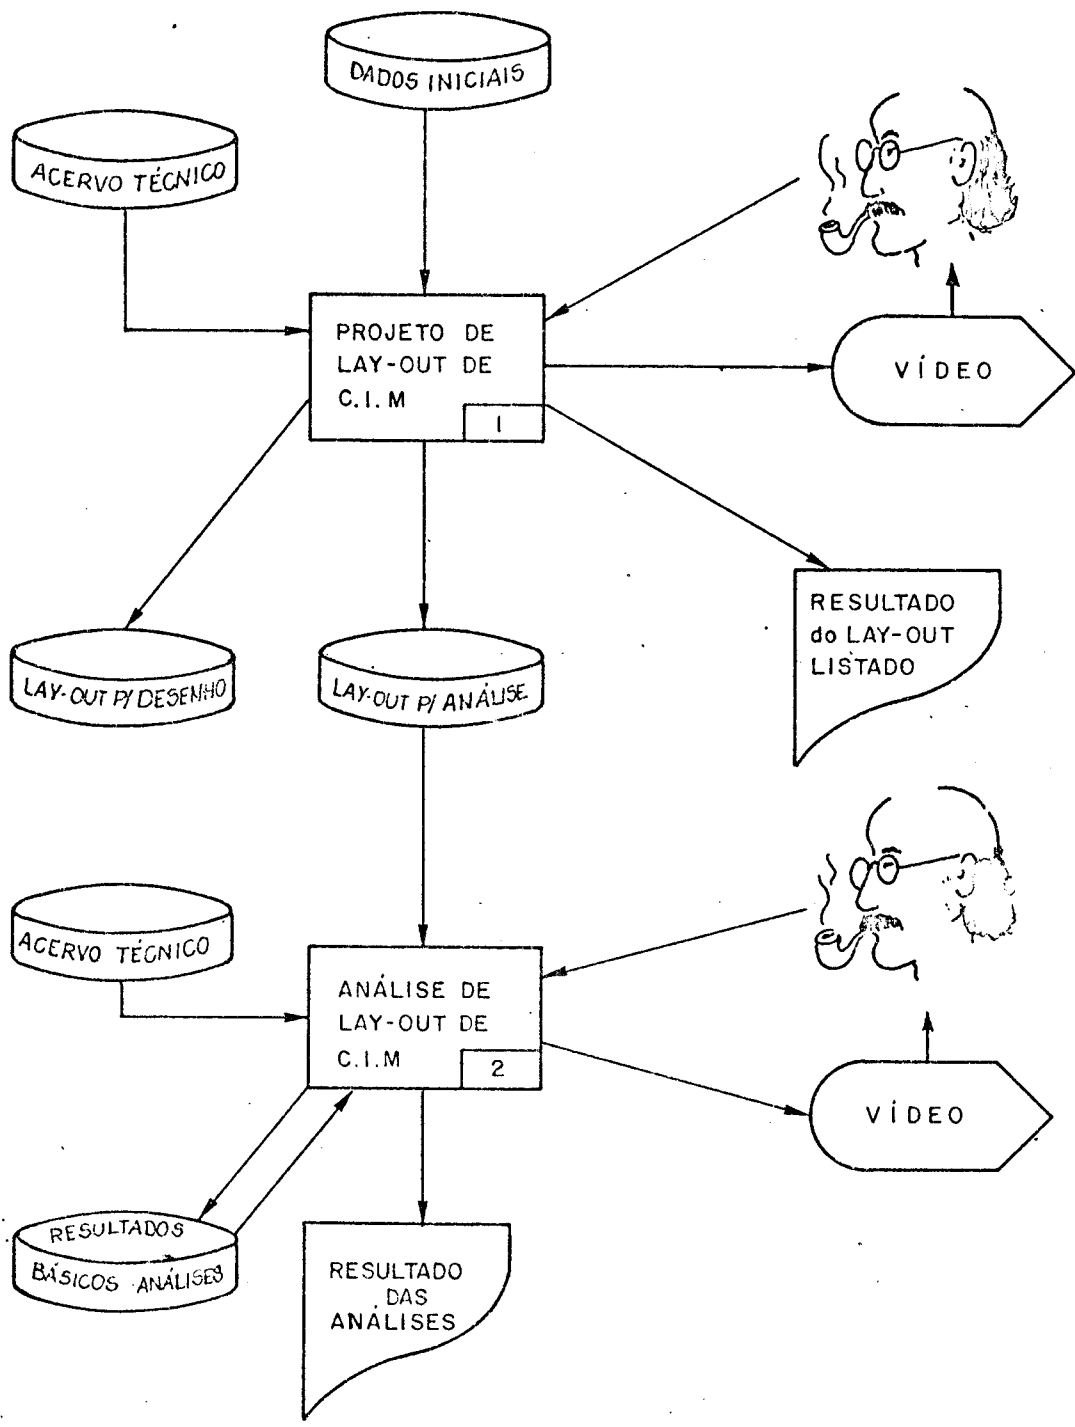 DADOS INICIAIS
ACERVO TÉCNICO
PROJETO DE
LAY-OUT DE
C.I.M
1
VÍDEO
RESULTADO
do LAY-OUT
LISTADO
LAY-OUT P/ DESENHO
LAY-OUT P/ ANÁLISE
ACERVO TÉCNICO
ANÁLISE DE
LAY-OUT DE
C.I.M
2
VÍDEO
RESULTADOS
BÁSICOS ANÁLISES
RESULTADO
DAS
ANÁLISES